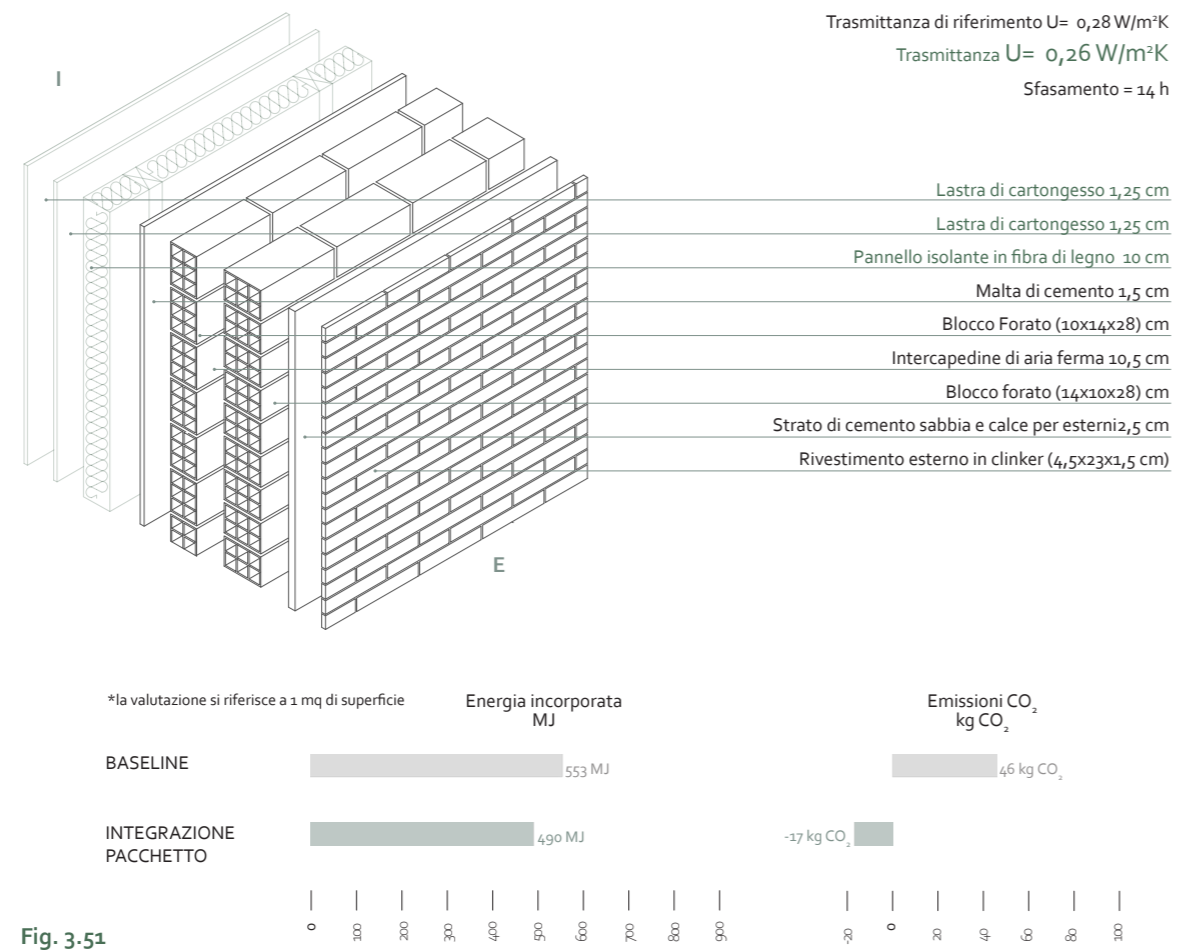 Trasmittanza di riferimento U= 0,28 W/m²K
Trasmittanza U= 0,26 W/m²K
Sfasamento = 14 h
I
Lastra di cartongesso 1,25 cm
Lastra di cartongesso 1,25 cm
Pannello isolante in fibra di legno 10 cm
Malta di cemento 1,5 cm
Blocco Forato (10x14x28) cm
Intercapedine di aria ferma 10,5 cm
Blocco forato (14x10x28) cm
Strato di cemento sabbia e calce per esterni2,5 cm
Rivestimento esterno in clinker (4,5x23x1,5 cm)
E
*la valutazione si riferisce a 1 mq di superficie
Energia incorporata
MJ
Emissioni CO₂
kg CO₂
BASELINE
553 MJ
46 kg CO₂
INTEGRAZIONE
PACCHETTO
490 MJ
-17 kg CO₂
0 100 200 300 400 500 600 700 800 900
-20 0 20 40 60 80 100
Fig. 3.51